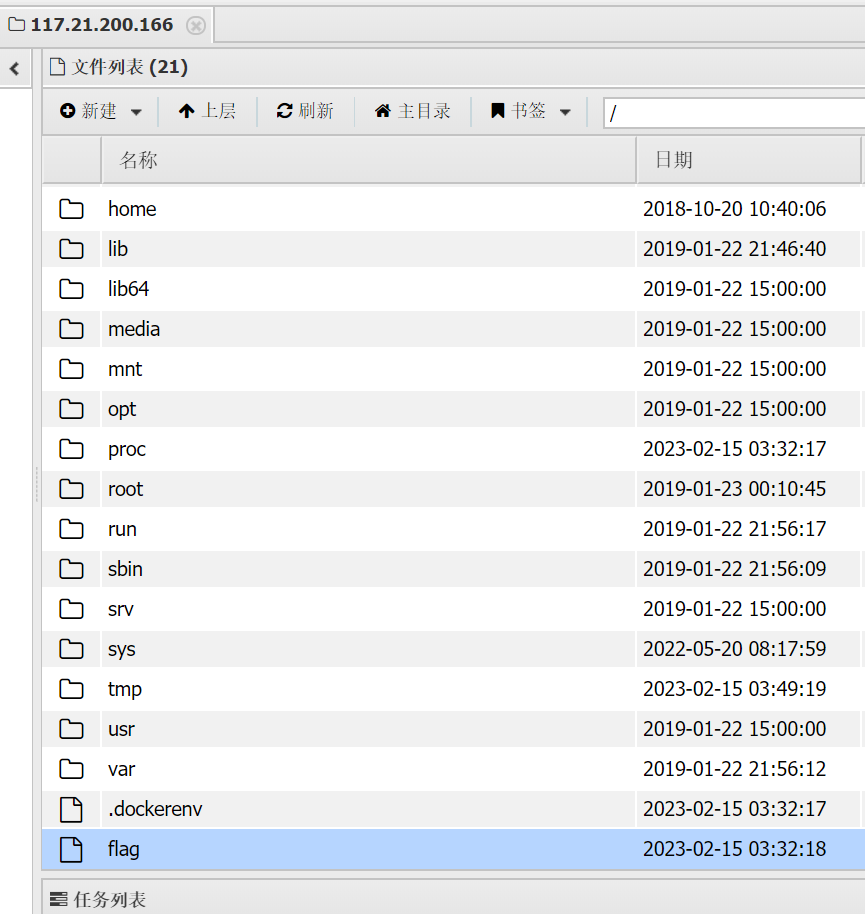 117.21.200.166
文件列表 (21)
新建 上层 刷新 主目录 书签 /
名称 日期
home 2018-10-20 10:40:06
lib 2019-01-22 21:46:40
lib64 2019-01-22 15:00:00
media 2019-01-22 15:00:00
mnt 2019-01-22 15:00:00
opt 2019-01-22 15:00:00
proc 2023-02-15 03:32:17
root 2019-01-23 00:10:45
run 2019-01-22 21:56:17
sbin 2019-01-22 21:56:09
srv 2019-01-22 15:00:00
sys 2022-05-20 08:17:59
tmp 2023-02-15 03:49:19
usr 2019-01-22 15:00:00
var 2019-01-22 21:56:12
.dockerenv 2023-02-15 03:32:17
flag 2023-02-15 03:32:18
任务列表